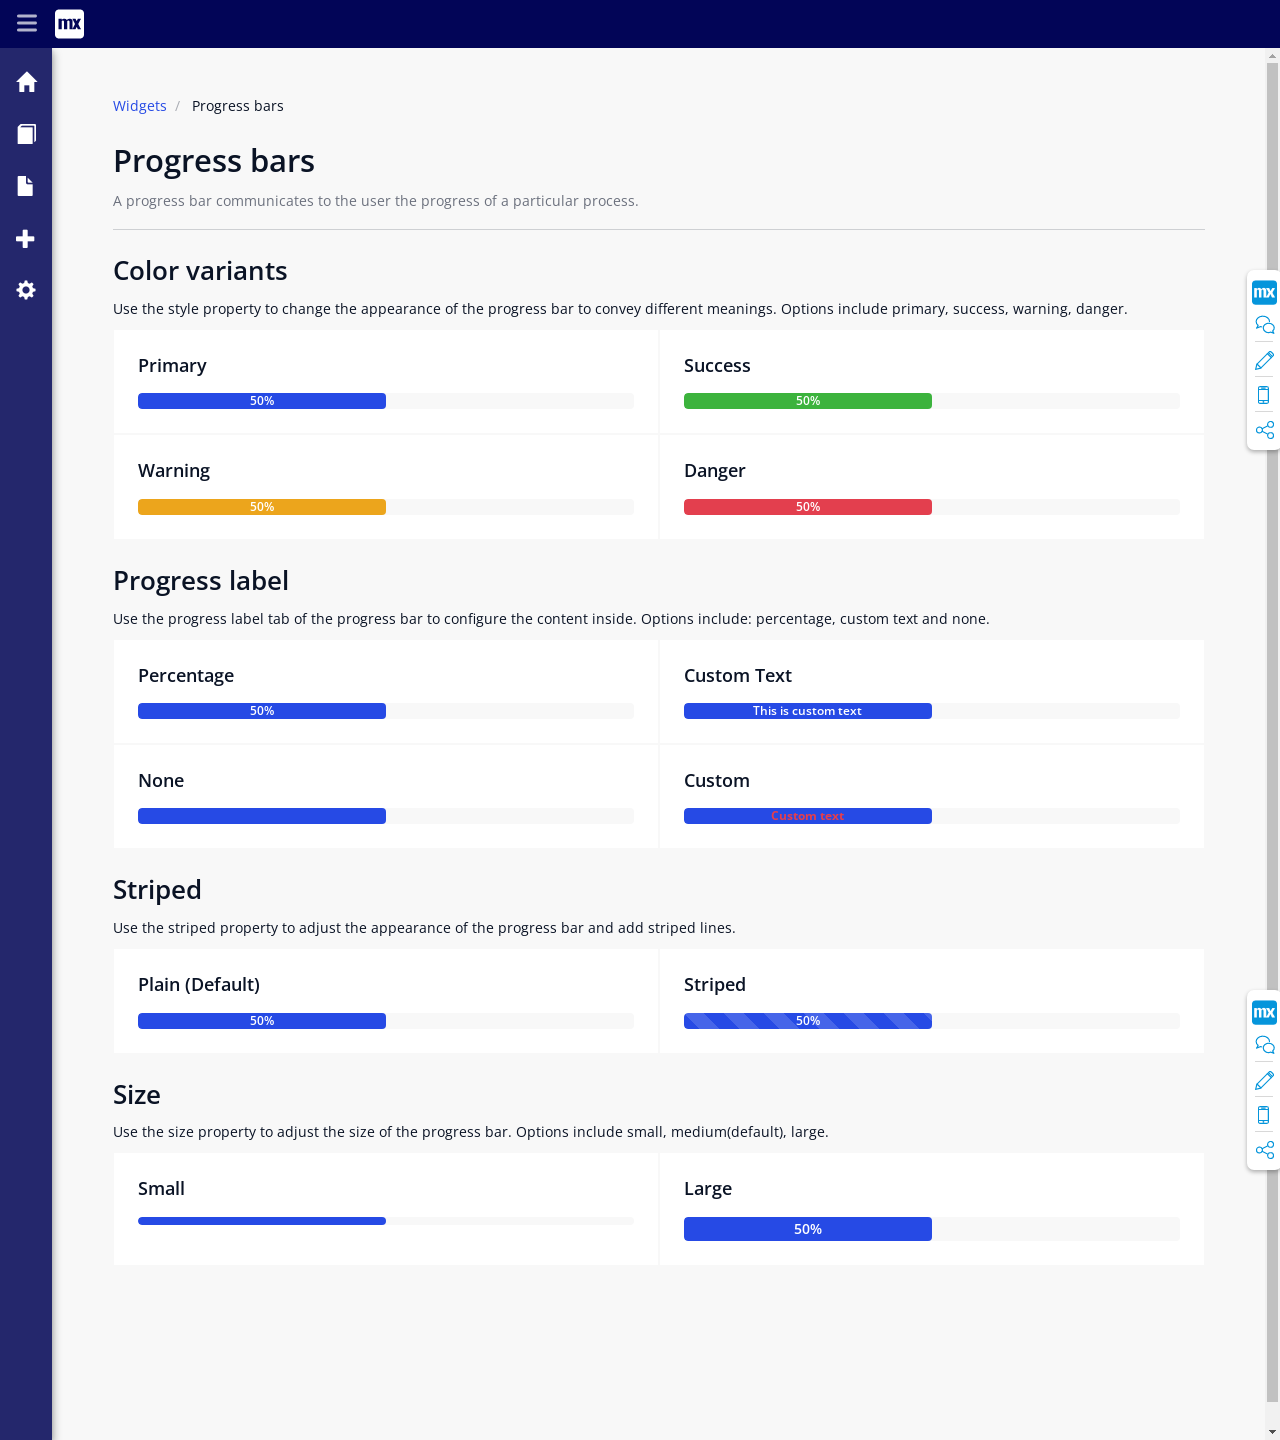 mx
Widgets / Progress bars
Progress bars
A progress bar communicates to the user the progress of a particular process.
Color variants
Use the style property to change the appearance of the progress bar to convey different meanings. Options include primary, success, warning, danger.
Primary
50%
Success
50%
Warning
50%
Danger
50%
mx
Progress label
Use the progress label tab of the progress bar to configure the content inside. Options include: percentage, custom text and none.
Percentage
50%
Custom Text
This is custom text
None
Custom
Custom text
Striped
Use the striped property to adjust the appearance of the progress bar and add striped lines.
Plain (Default)
50%
Striped
50%
mx
Size
Use the size property to adjust the size of the progress bar. Options include small, medium(default), large.
Small
Large
50%